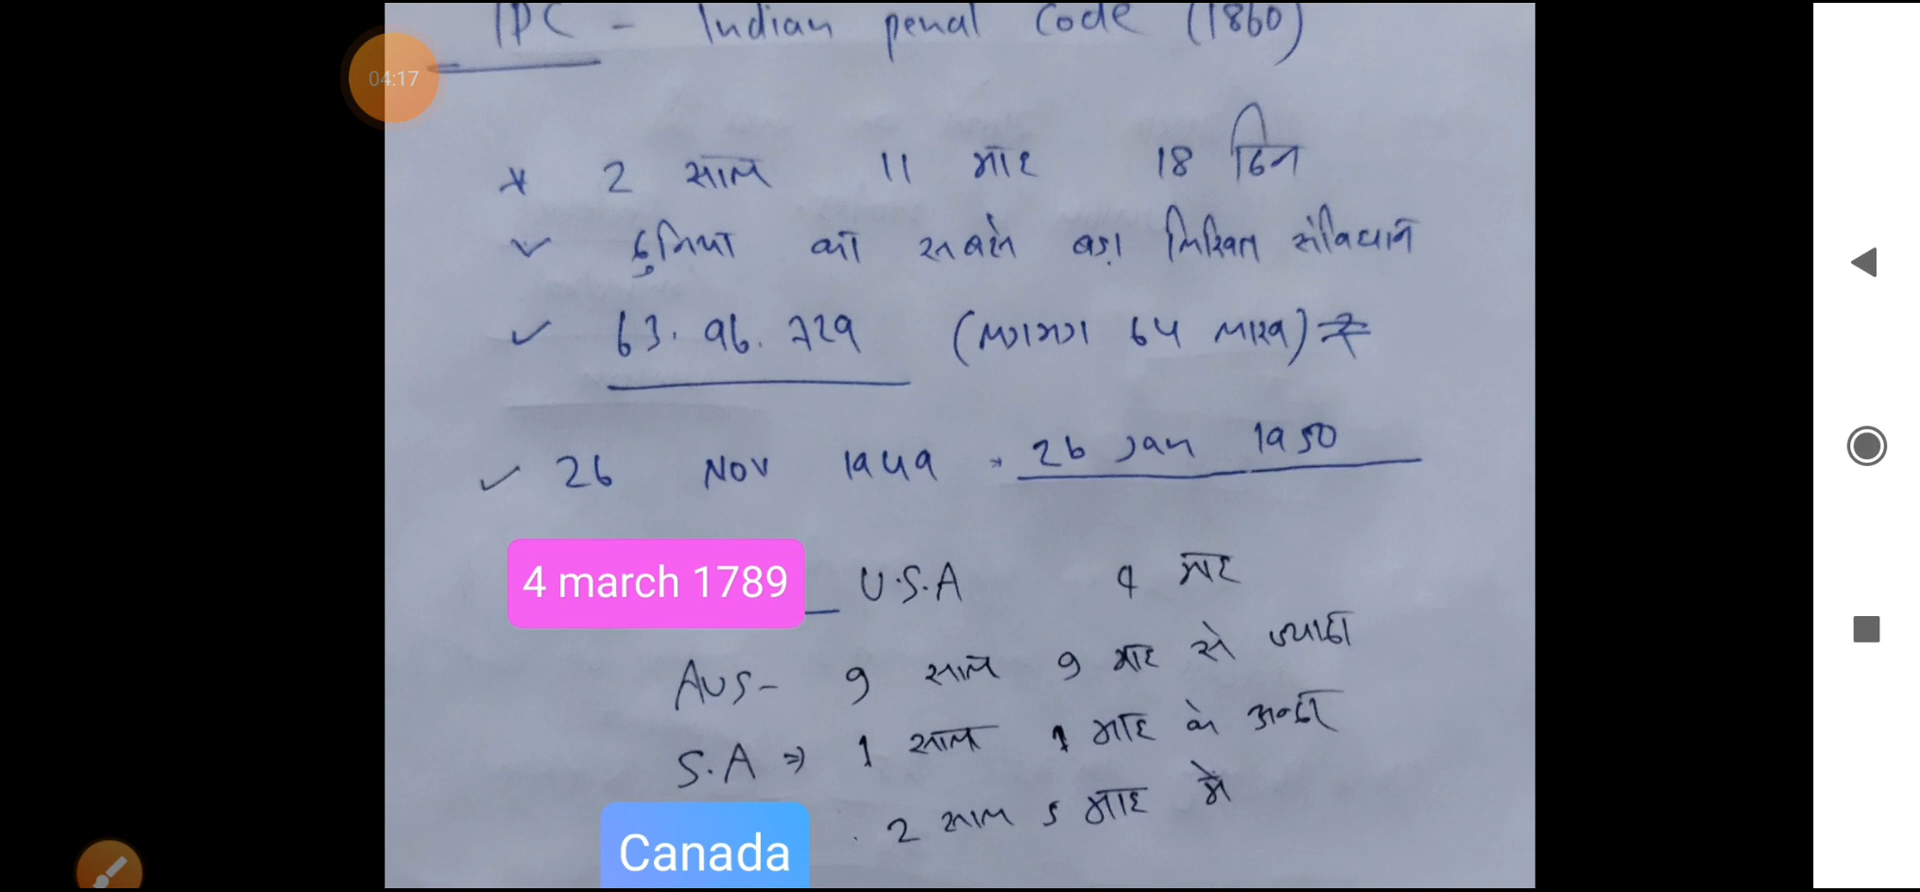 IPC - Indian penal Code (1860)
04:17
* 2 साल 11 माह 18 दिन
✓ दुनिया का सबसे बड़ा लिखित संविधान
✓ 63.96.729 (लगभग 64 लाख) ₹
✓ 26 Nov 1949 * 26 Jan 1950
4 march 1789 _ U.S.A 4 माह
AUS- 9 साल 9 माह से ज्यादा
S.A ⇒ 1 साल 1 माह के अन्दर
Canada . 2 साल 5 माह मे